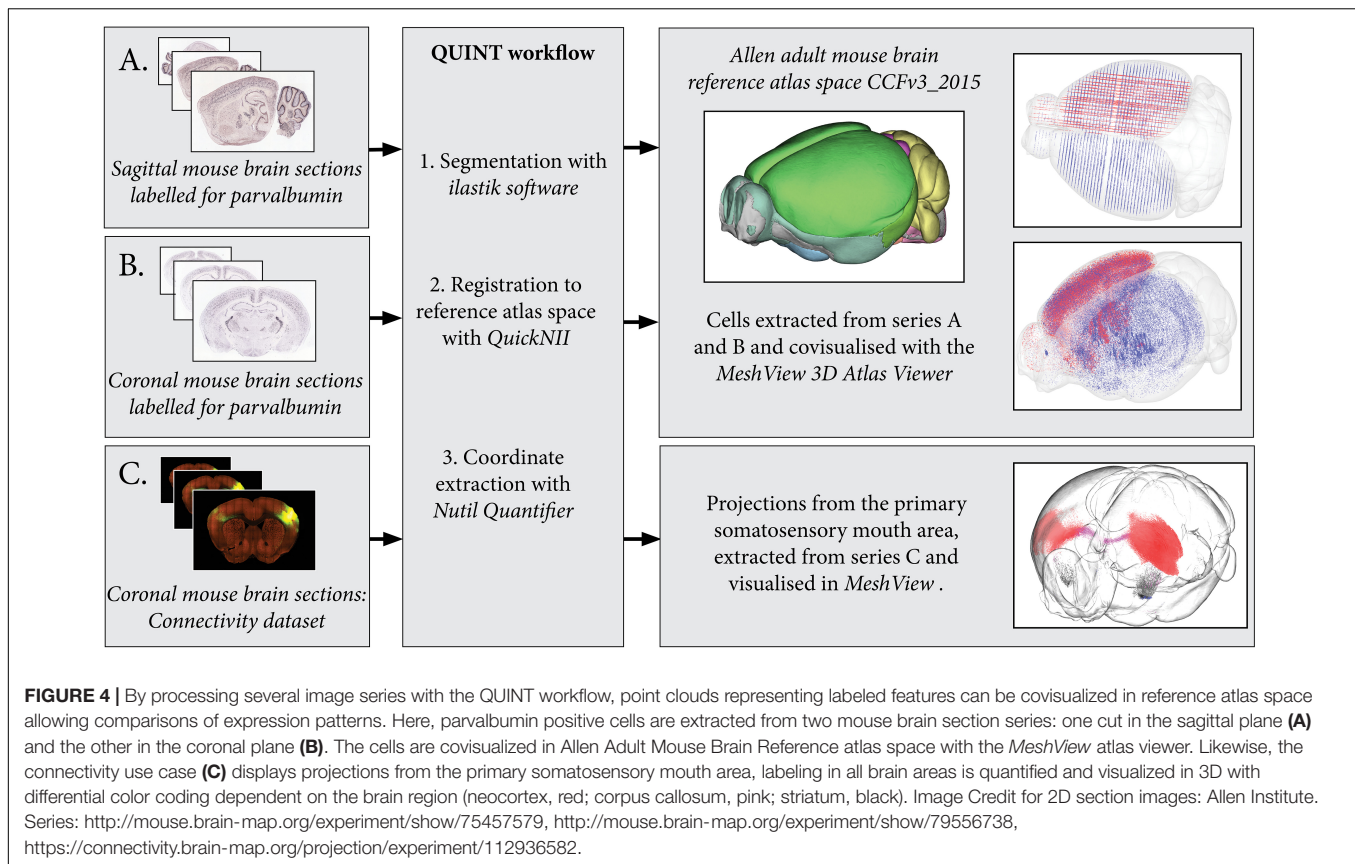 A.
Sagittal mouse brain sections
labelled for parvalbumin
B.
Coronal mouse brain sections
labelled for parvalbumin
C.
Coronal mouse brain sections:
Connectivity dataset
QUINT workflow
1. Segmentation with
ilastik software
2. Registration to
reference atlas space
with QuickNII
3. Coordinate
extraction with
Nutil Quantifier
Allen adult mouse brain
reference atlas space CCFv3_2015
Cells extracted from series A
and B and covisualised with the
MeshView 3D Atlas Viewer
Projections from the primary
somatosensory mouth area,
extracted from series C and
visualised in MeshView .
FIGURE 4 | By processing several image series with the QUINT workflow, point clouds representing labeled features can be covisualized in reference atlas space
allowing comparisons of expression patterns. Here, parvalbumin positive cells are extracted from two mouse brain section series: one cut in the sagittal plane (A)
and the other in the coronal plane (B). The cells are covisualized in Allen Adult Mouse Brain Reference atlas space with the MeshView atlas viewer. Likewise, the
connectivity use case (C) displays projections from the primary somatosensory mouth area, labeling in all brain areas is quantified and visualized in 3D with
differential color coding dependent on the brain region (neocortex, red; corpus callosum, pink; striatum, black). Image Credit for 2D section images: Allen Institute.
Series: http://mouse.brain-map.org/experiment/show/75457579, http://mouse.brain-map.org/experiment/show/79556738,
https://connectivity.brain-map.org/projection/experiment/112936582.